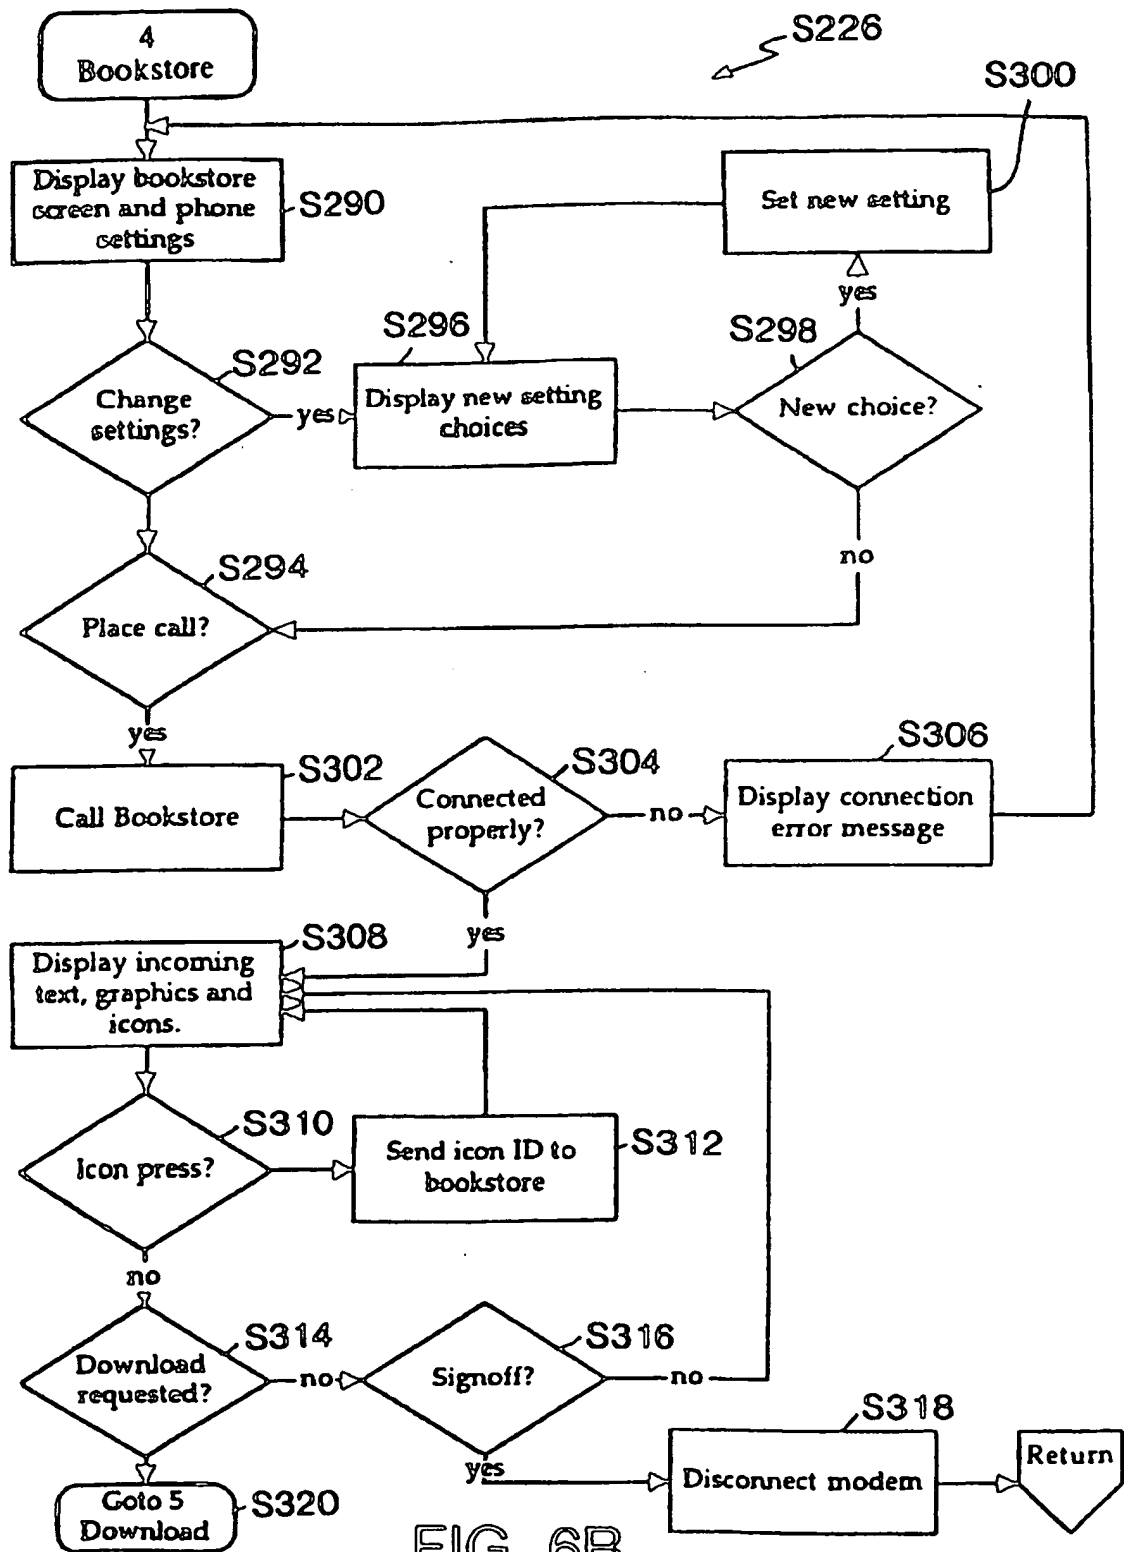 4
Bookstore
S226
S300
Display bookstore
screen and phone
settings
S290
Set new setting
yes
S296
S298
S292
Change
settings?
yes
Display new setting
choices
New choice?
no
S294
Place call?
yes
S302
Call Bookstore
S304
Connected
properly?
no
S306
Display connection
error message
yes
S308
Display incoming
text, graphics and
icons.
S310
Icon press?
Send icon ID to
bookstore
S312
no
S314
Download
requested?
no
S316
Signoff?
no
yes
S318
Disconnect modem
Return
Goto 5
Download
S320
FIG. 6B